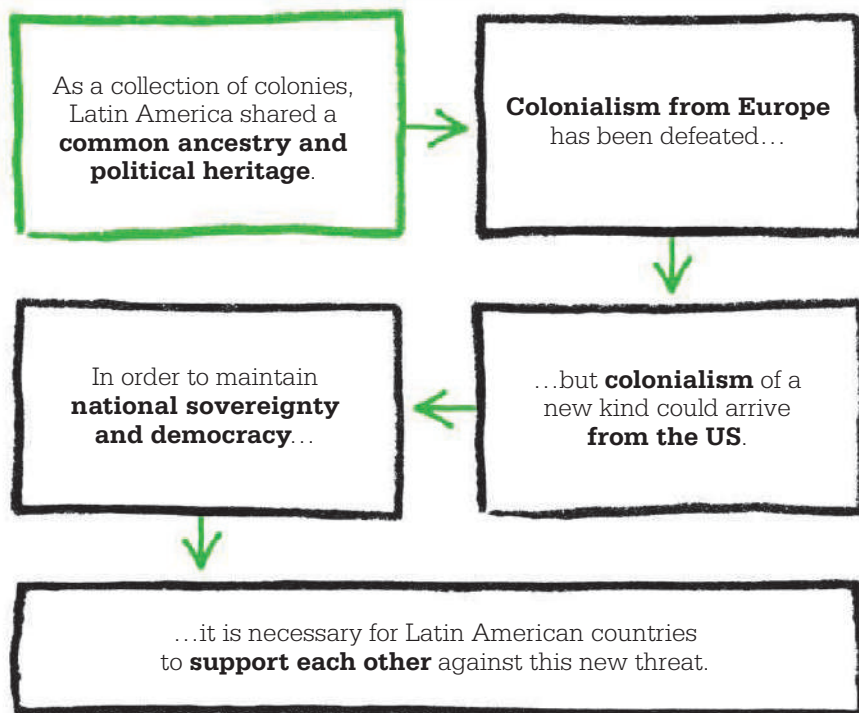 As a collection of colonies,
Latin America shared a
common ancestry and
political heritage.
Colonialism from Europe
has been defeated…
…but colonialism of a
new kind could arrive
from the US.
In order to maintain
national sovereignty
and democracy…
…it is necessary for Latin American countries
to support each other against this new threat.